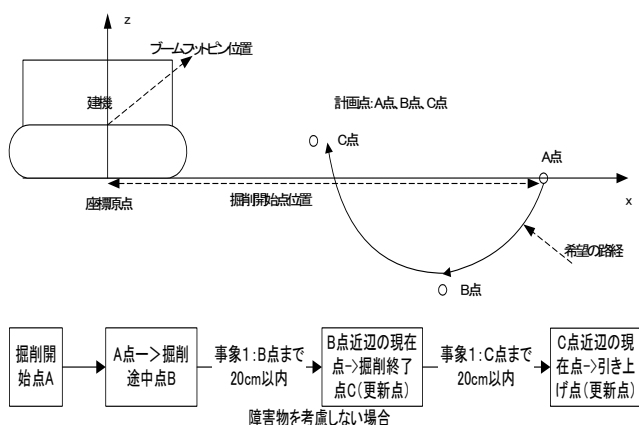 z
ブームフットピン位置
建機
計画点:A点、B点、C点
C点
A点
座標原点
掘削開始点位置
x
希望の路経
B点
掘削開
始点A
A点ー>掘削
途中点B
事象1:B点まで
20cm以内
B点近辺の現在
点->掘削終了
点C(更新点)
事象1:C点まで
20cm以内
C点近辺の現
在点->引き上
げ点(更新点)
障害物を考慮しない場合